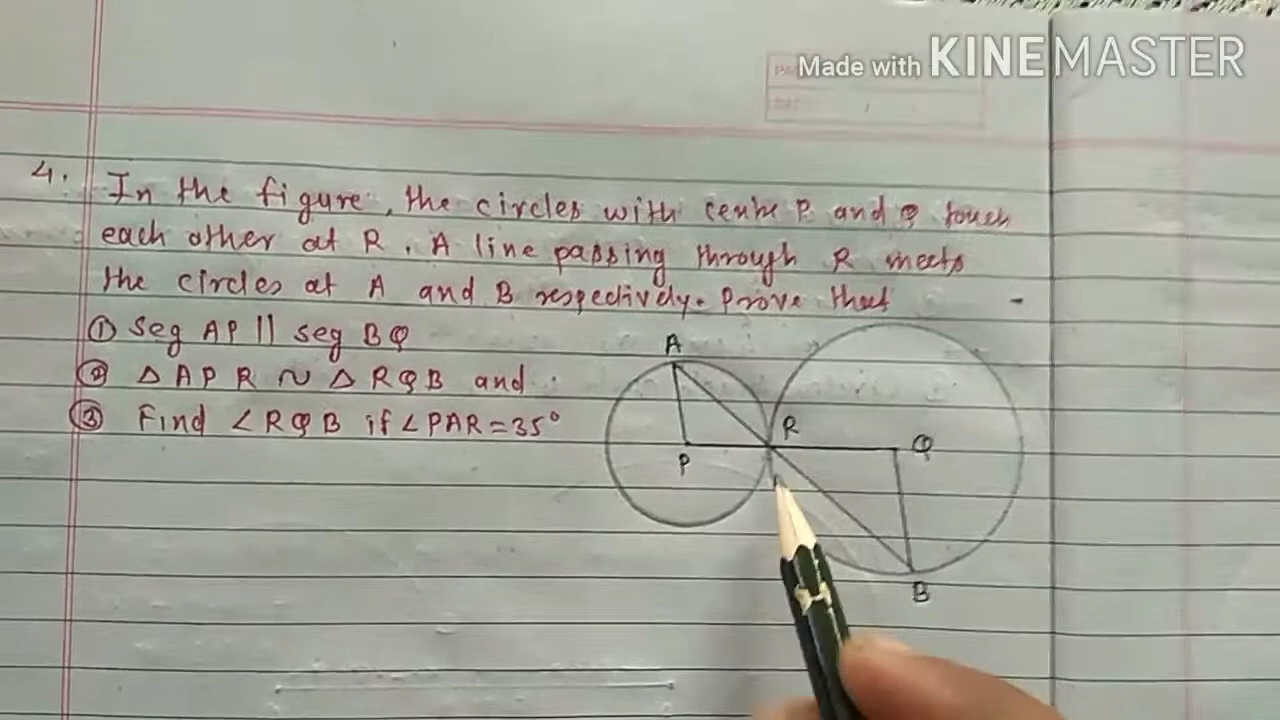 Made with KINEMASTER
4. In the figure, the circles with centre P and Q touch
each other at R. A line passing through R meets
the circles at A and B respectively. Prove that
① seg AP || seg BQ
② △ APR ~ △ RQB and
③ Find ∠RQB if ∠PAR = 35°
A
R
P
Q
B